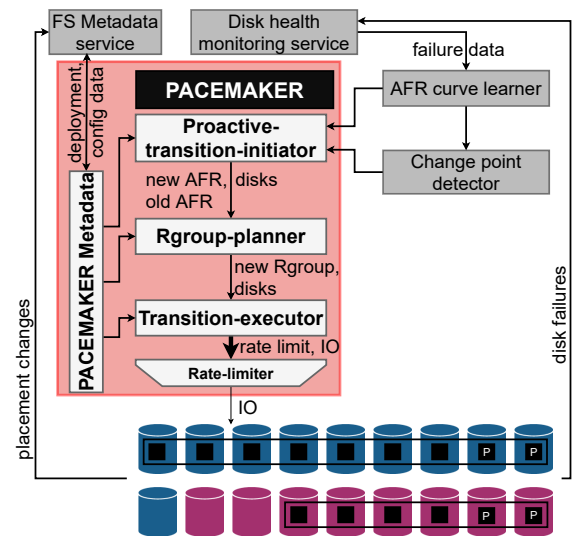 FS Metadata
service
Disk health
monitoring service
failure data
deployment,
config data
PACEMAKER
AFR curve learner
Proactive-
transition-initiator
Change point
detector
new AFR, disks
old AFR
PACEMAKER Metadata
Rgroup-planner
new Rgroup,
disks
Transition-executor
rate limit, IO
Rate-limiter
placement changes
disk failures
IO
P P
P P